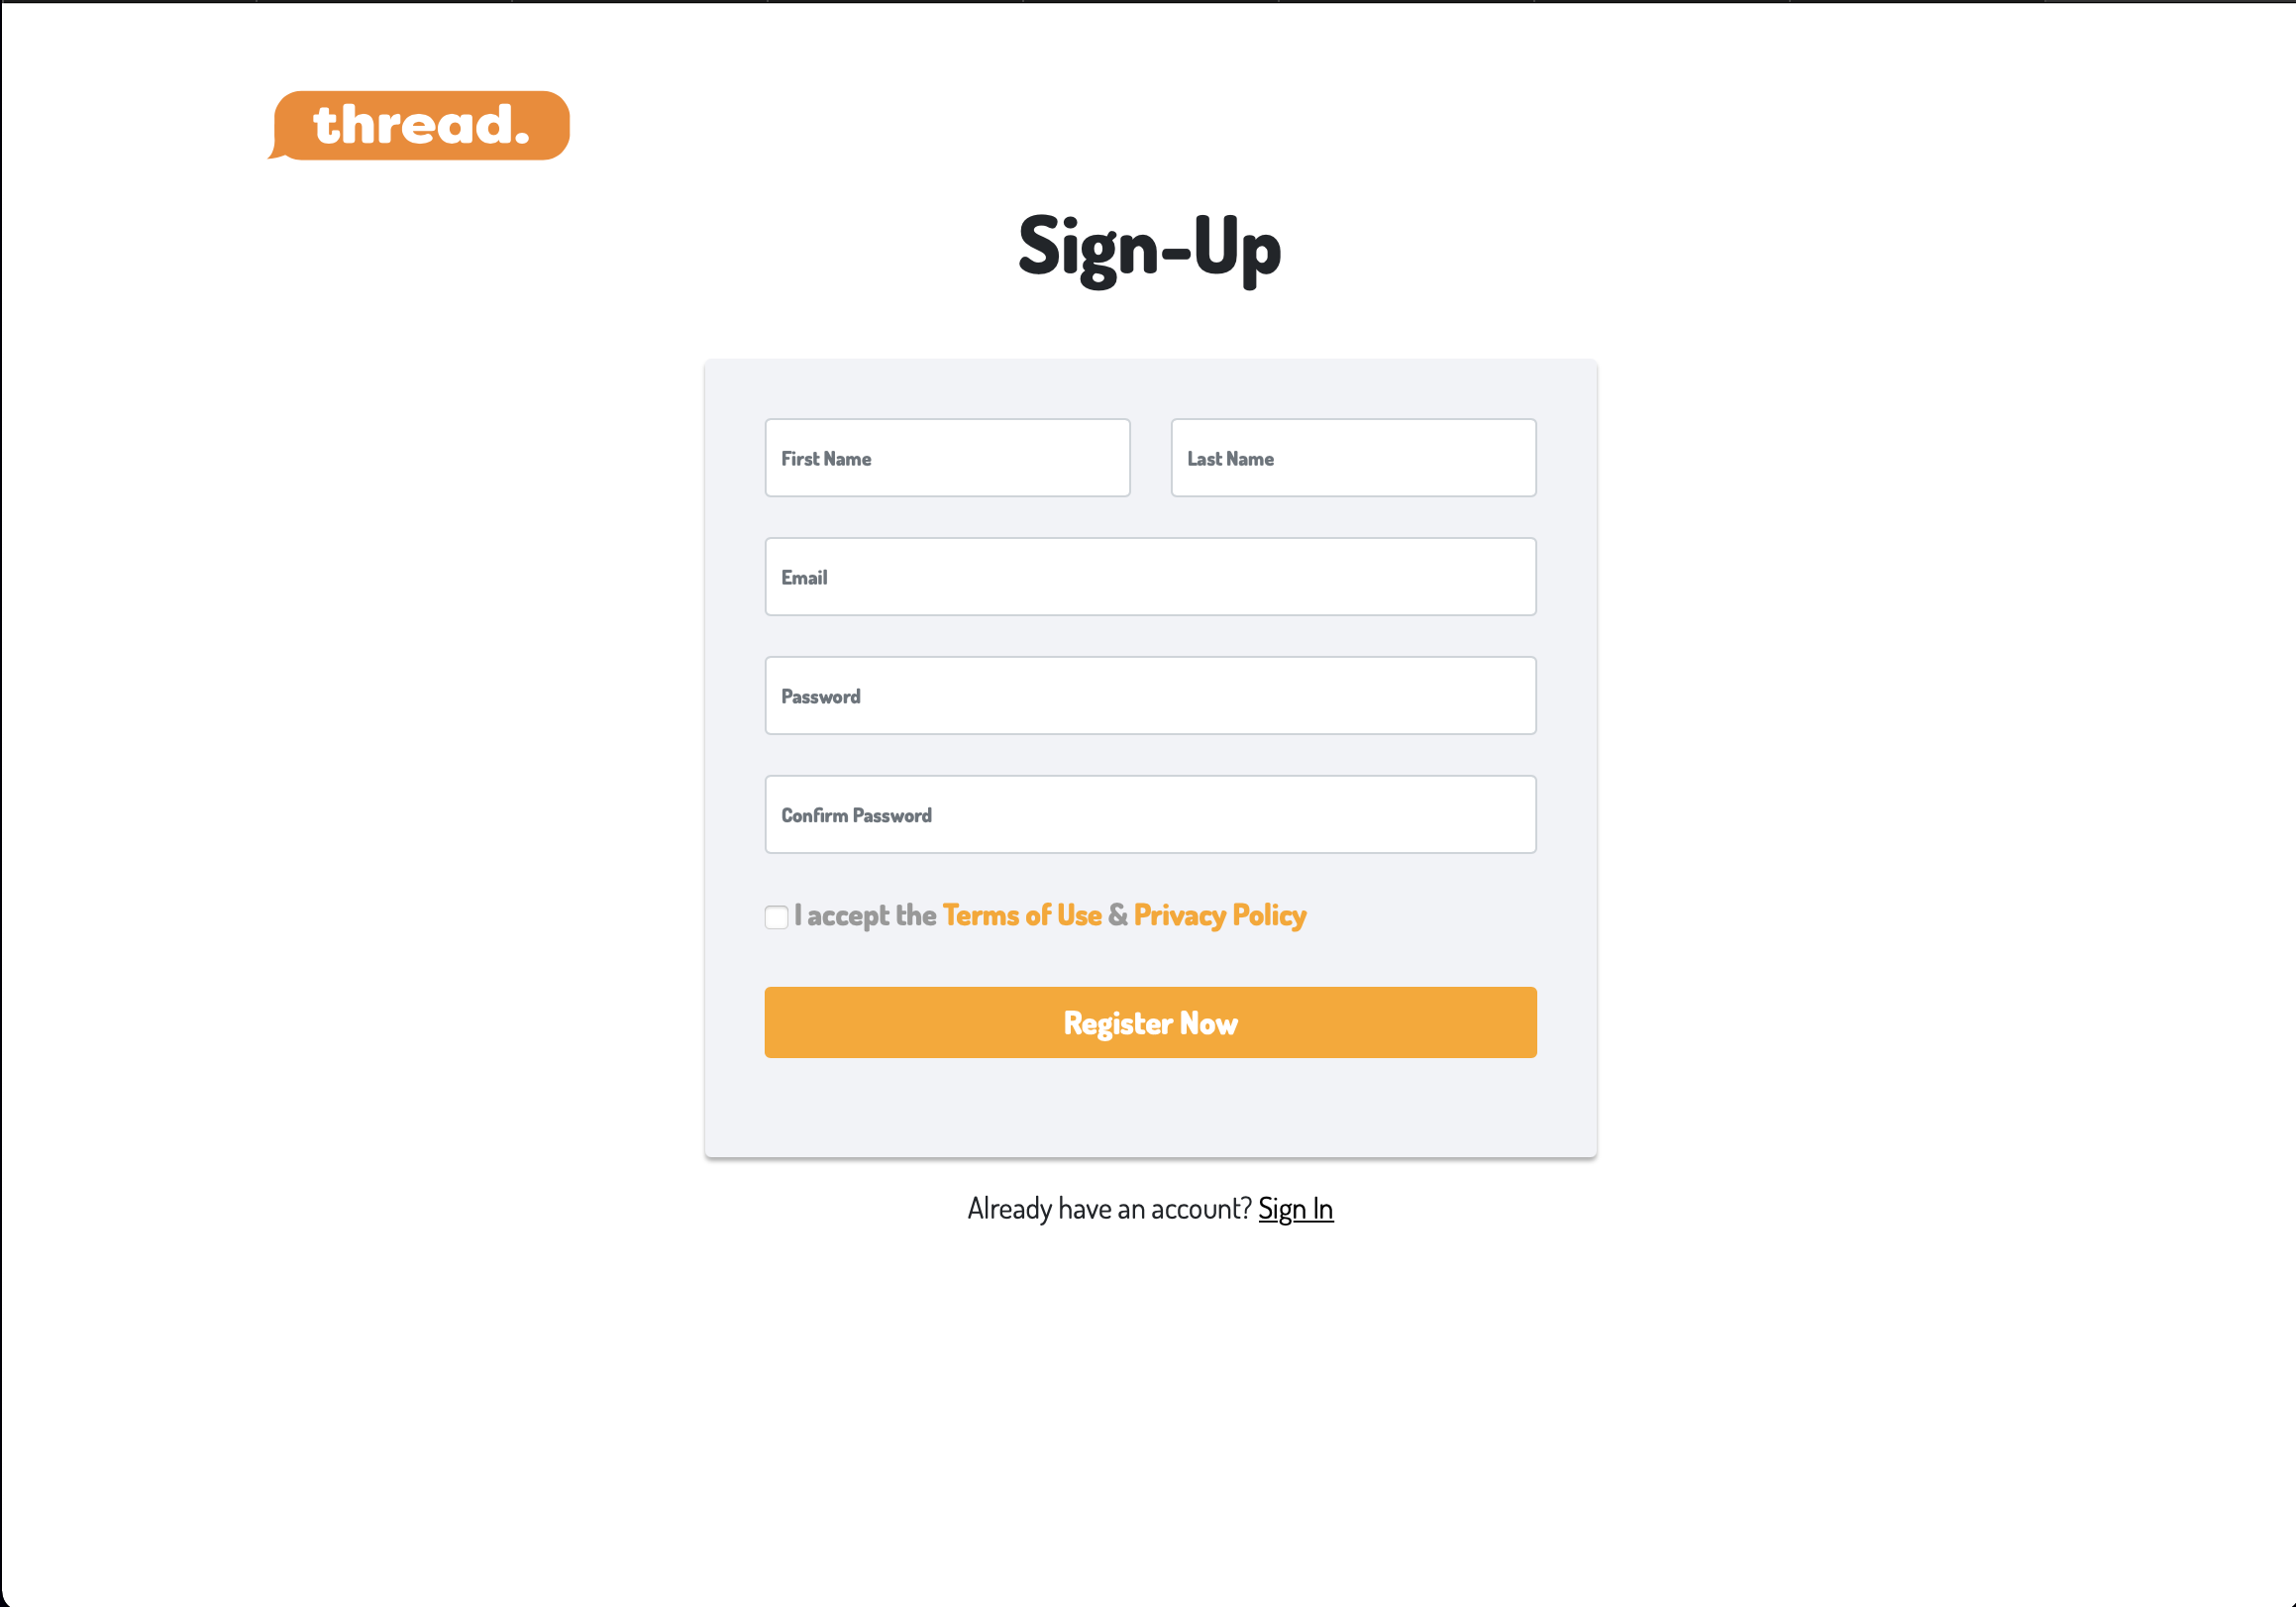 thread.
Sign-Up
First Name
Last Name
Email
Password
Confirm Password
I accept the Terms of Use & Privacy Policy
Register Now
Already have an account? Sign In